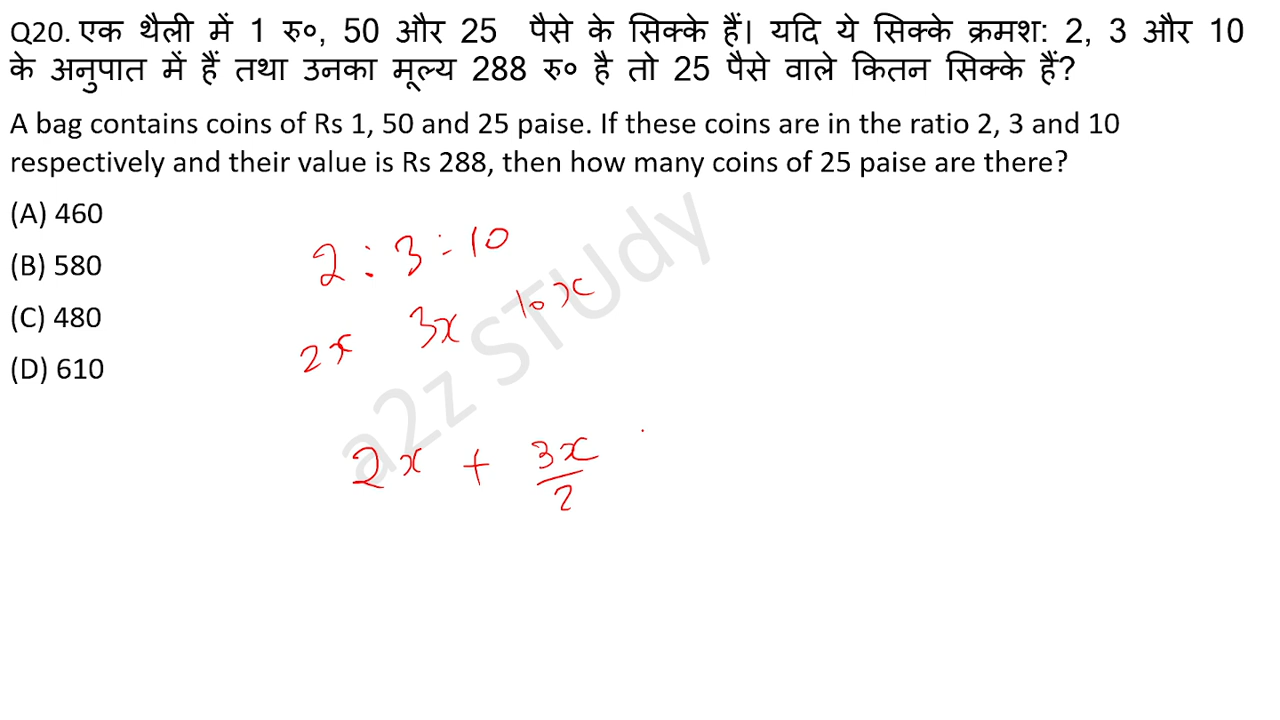 Q20. एक थैली में 1 रु०, 50 और 25 पैसे के सिक्के हैं। यदि ये सिक्के क्रमश: 2, 3 और 10
के अनुपात में हैं तथा उनका मूल्य 288 रु० है तो 25 पैसे वाले कितन सिक्के हैं?
A bag contains coins of Rs 1, 50 and 25 paise. If these coins are in the ratio 2, 3 and 10
respectively and their value is Rs 288, then how many coins of 25 paise are there?
(A) 460
(B) 580
(C) 480
(D) 610
2 : 3 : 10
2x 3x 10x
2x + 3x/2
a2z STUdy